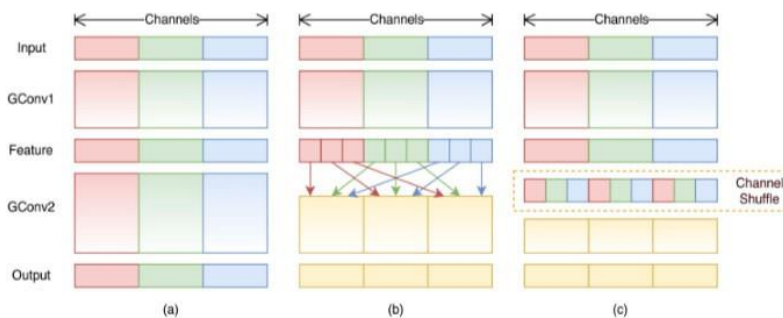 Channels Channels Channels
Input
GConv1
Feature
Channel
Shuffle
GConv2
Output
(a) (b) (c)